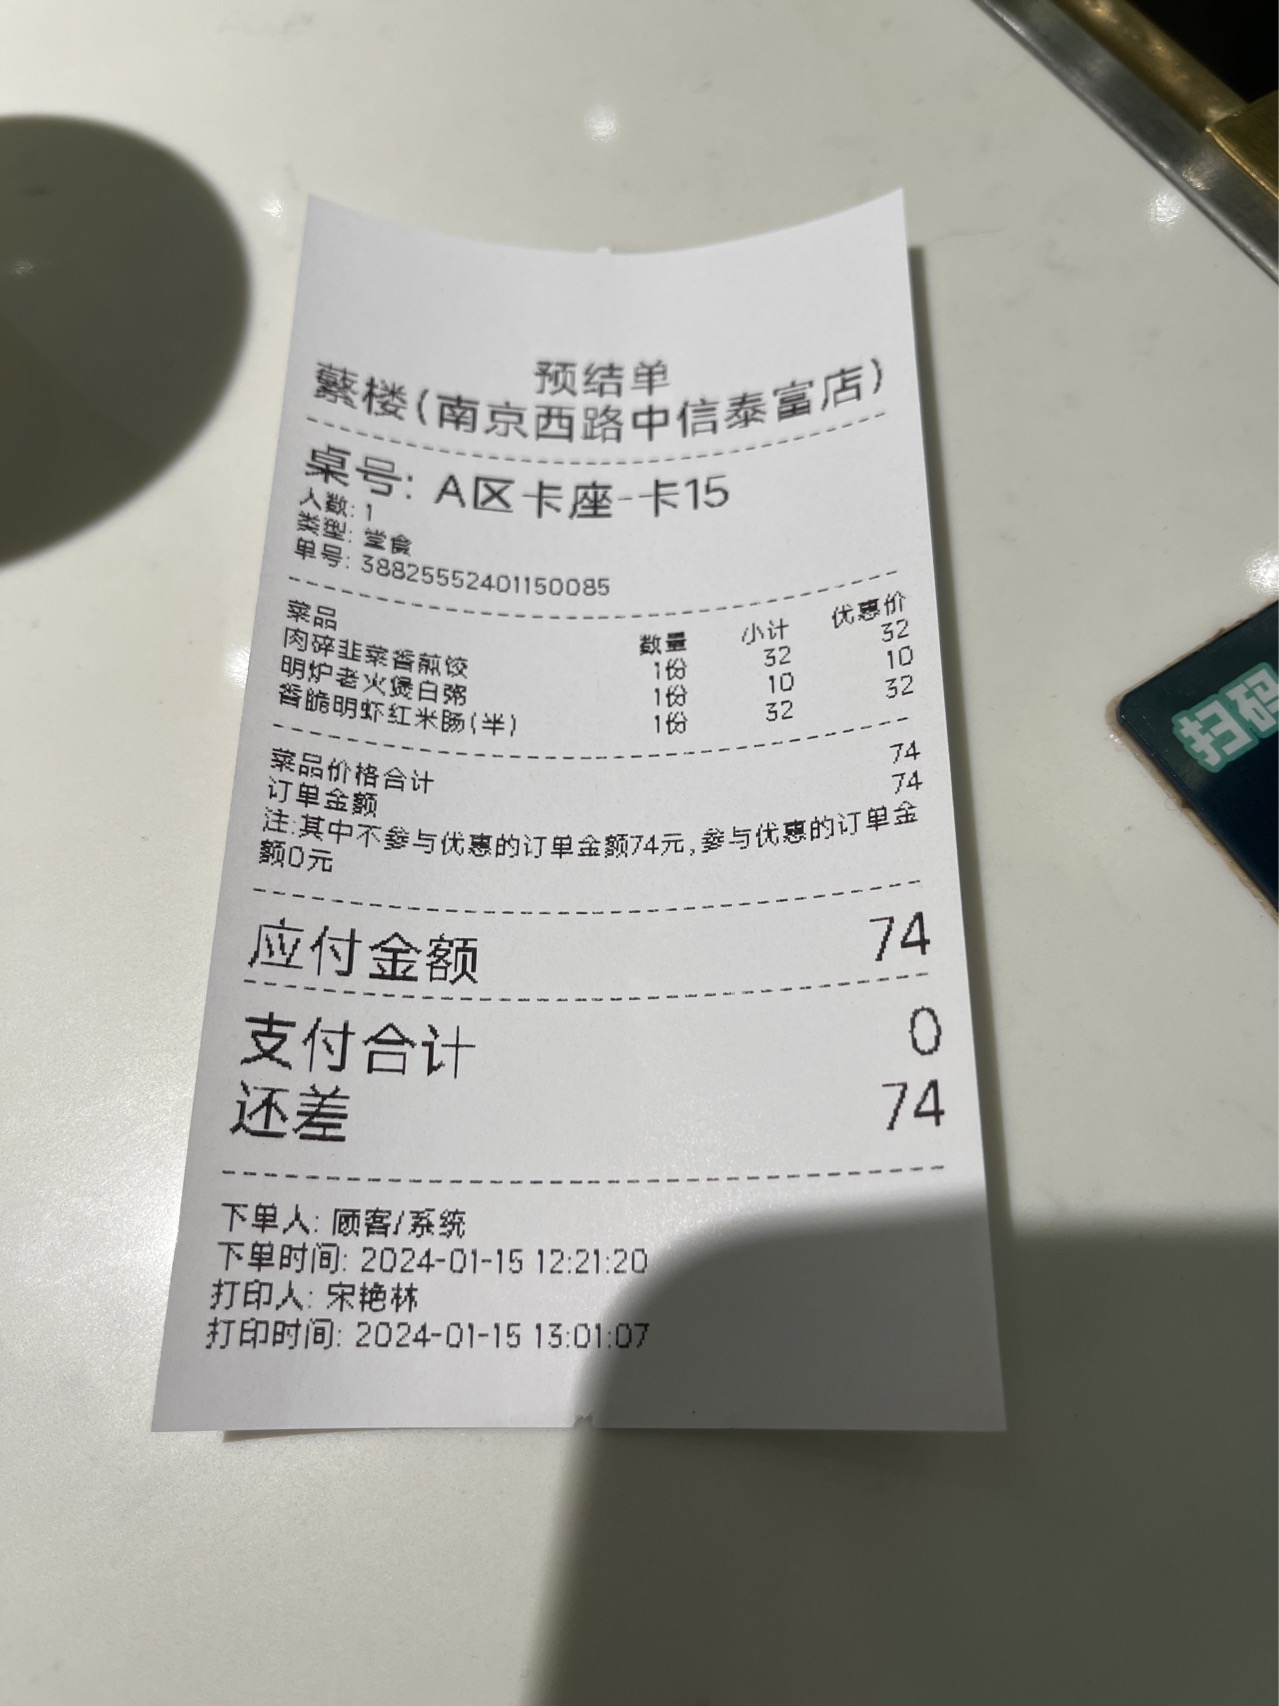 预结单
蘩楼(南京西路中信泰富店)
桌号: A区卡座-卡15
人数: 1
类型: 堂食
单号: 38825552401150085
菜品 数量 小计 优惠价
肉碎韭菜香煎饺 1份 32 32
明炉老火煲白粥 1份 10 10
香脆明虾红米肠(半) 1份 32 32
菜品价格合计 74
订单金额 74
注:其中不参与优惠的订单金额74元,参与优惠的订单金
额0元
应付金额 74
支付合计 0
还差 74
下单人: 顾客/系统
下单时间: 2024-01-15 12:21:20
打印人: 宋艳林
打印时间: 2024-01-15 13:01:07
扫码